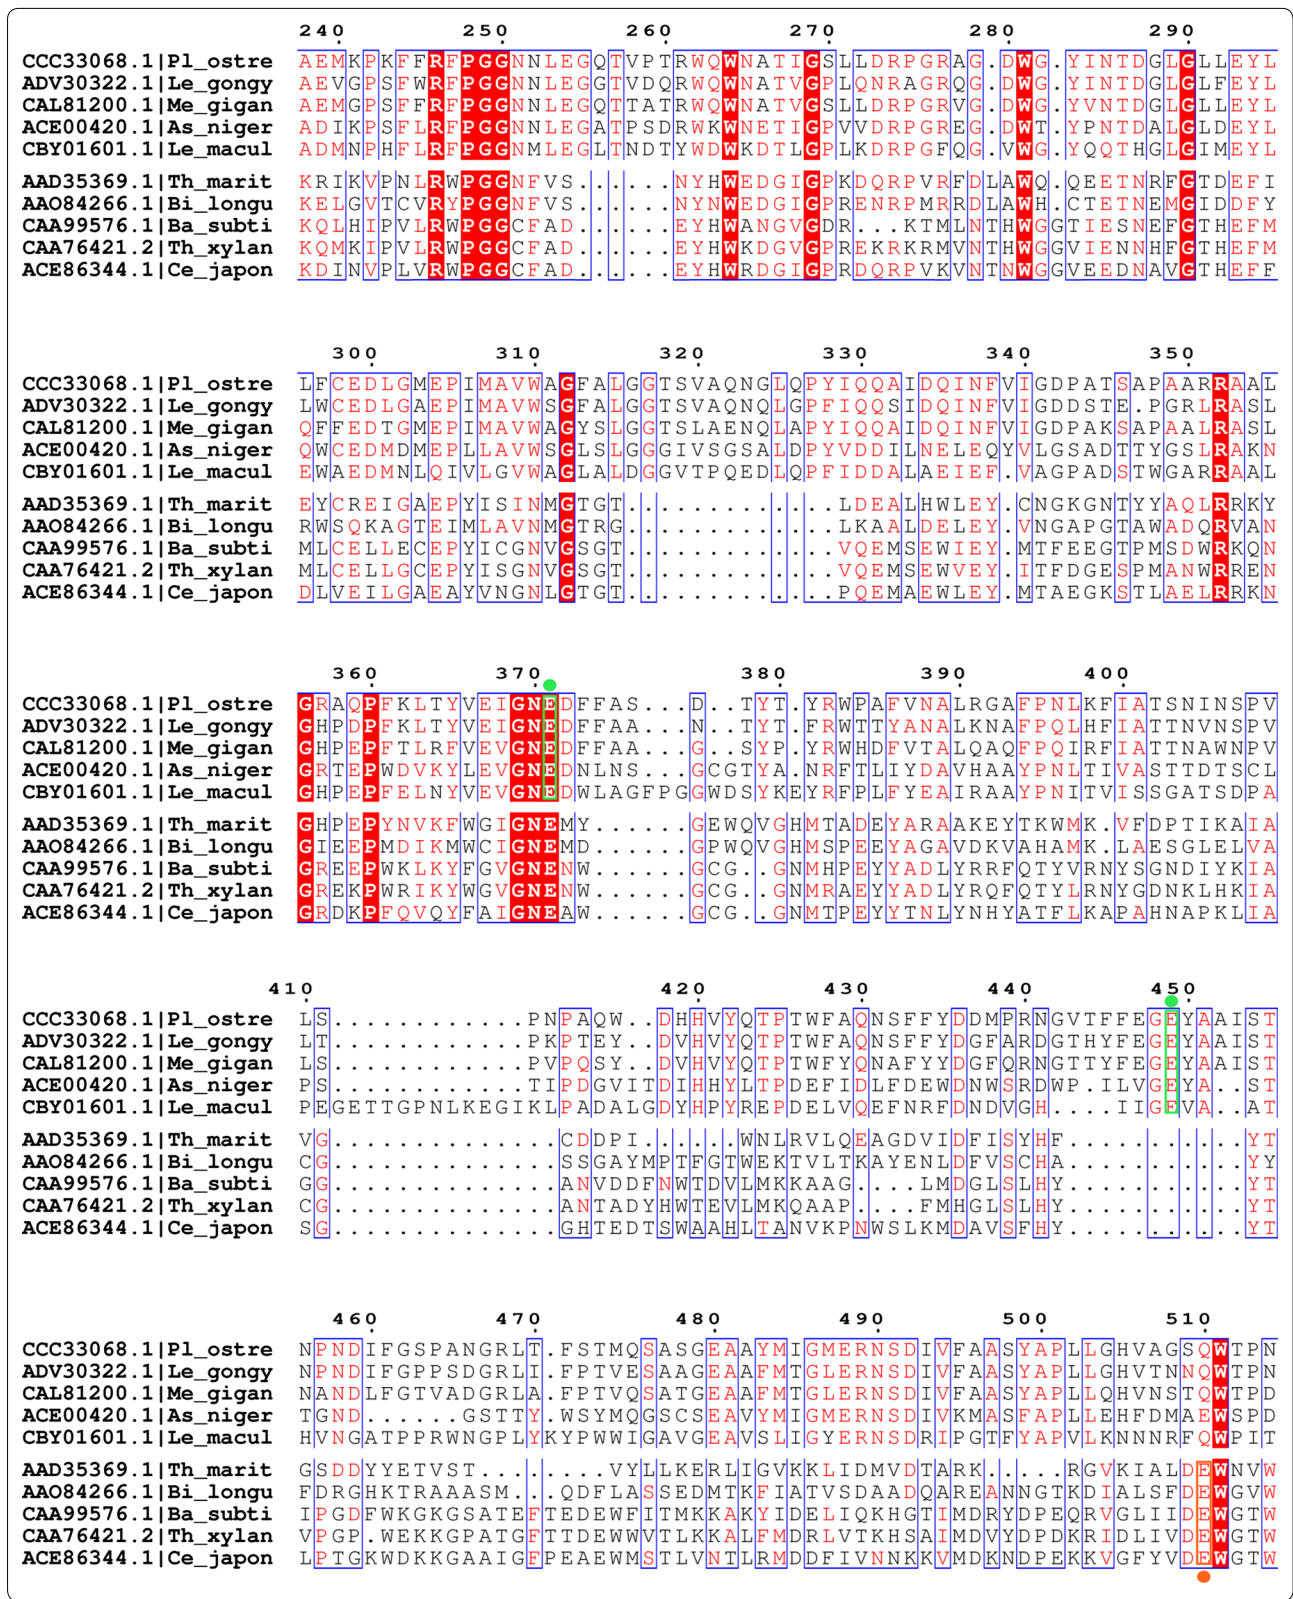 240 250 260 270 280 290
CCC33068.1|Pl_ostre AEMKPKFFRFPGGNNLEGQTVPTRWQWNATIGSLLDRPGRAG.DWG.YINTDGLGLLEYL
ADV30322.1|Le_gongy AEVGPSFWRFPGGNNLEGGTVDQRWQWNATVGPLQNRAGRQG.DWG.YINTDGLGLFEYL
CAL81200.1|Me_gigan AEMGPSFFRFPGGNNLEGQTTATRWQWNATVGSLLDRPGRVG.DWG.YVNTDGLGLLEYL
ACE00420.1|As_niger ADIKPSFLRFPGGNNLEGATPSDRWKWNETIGPVVDRPGREG.DWT.YPNTDALGLDEYL
CBY01601.1|Le_macul ADMNPHFLRFPGGNMLEGLTNDTYWDWKDTLGPLKDRPGFQG.VWG.YQQTHGLGIMEYL
AAD35369.1|Th_marit KRIKVPNLRWPGGNFVS......NYHWEDGIGPKDQRPVRFDLAWQ.QEETNRFGTDEFI
AAO84266.1|Bi_longu KELGVTCVRYPGGNFVS......NYNWEDGIGPRENRPMRRDLAWH.CTETNEMGIDDFY
CAA99576.1|Ba_subti KQLHIPVLRWPGGCFAD......EYHWANGVGDR...KTMLNTHWGGTIESNEFGTHEFM
CAA76421.2|Th_xylan KQMKIPVLRWPGGCFAD......EYHWKDGVGPREKRKRMVNTHWGGVIENNHFGTHEFM
ACE86344.1|Ce_japon KDINVPLVRWPGGCFAD......EYHWRDGIGPRDQRPVKVNTNWGGVEEDNAVGTHEFF
300 310 320 330 340 350
CCC33068.1|Pl_ostre LFCEDLGMEPIMAVWAGFALGGTSVAQNGLQPYIQQAIDQINFVIGDPATSAPAARRAAL
ADV30322.1|Le_gongy LWCEDLGAEPIMAVWSGFALGGTSVAQNQLGPFIQQSIDQINFVIGDDSTE.PGRLRASL
CAL81200.1|Me_gigan QFFEDTGMEPIMAVWAGYSLGGTSLAENQLAPYIQQAIDQINFVIGDPAKSAPAALRASL
ACE00420.1|As_niger QWCEDMDMEPLLAVWSGLSLGGIVSGSALDPYVDDILNELEQYVLGSADTTYGSLRAKN
CBY01601.1|Le_macul EWAEDMNLQIVLGVWAGLALDGGVTPQEDLQPFIDDALAEIEF.VAGPADSTWGARRAAL
AAD35369.1|Th_marit EYCREIGAEPYISINMGTGT.............LDEALHWLEY.CNGKGNTYYAQLRRKY
AAO84266.1|Bi_longu RWSQKAGTEIMLAVNMGTRG.............LKAALDELEY.VNGAPGTAWADQRVAN
CAA99576.1|Ba_subti MLCELLECEPYICGNVGSGT.............VQEMSEWIEY.MTFEEGTPMSDWRKQN
CAA76421.2|Th_xylan MLCELLGCEPYISGNVGSGT.............VQEMSEWVEY.ITFDGESPMANWRREN
ACE86344.1|Ce_japon DLVEILGAEAYVNGNLGTGT.............PQEMAEWLEY.MTAEGKSTLAELRRKN
360 370 380 390 400
CCC33068.1|Pl_ostre GRAQPFKLTYVEIGNEDFFAS...D..TYT.YRWPAFVNALRGAFPNLKFIATSNINSPV
ADV30322.1|Le_gongy GHPDPFKLRYVEIGNEDFFAA...N..TYT.FRWTTYANALKNAFPQLHFIATTNVNSPV
CAL81200.1|Me_gigan GHPEPFTLRFVEVGNEDFFAA...G..SYP.YRWHDFVTALQAQFPQIRFIATTNAWNPV
ACE00420.1|As_niger GRTEPWDVKYLEVGNEDNLNS...GCGTYA.NRFTLIYDAVHAAYPNLTIVASTTDTSCL
CBY01601.1|Le_macul GHPEPFELNYVEVGNEDWLAGFPGGWDSYKEYRFPLFYEAIRAAYPNITVISSGATSDPA
AAD35369.1|Th_marit GHPEPYNVKFWGIGNEMY......GEWQVGHMTADEYARAAKEYTKWMK.VFDPTIKAIA
AAO84266.1|Bi_longu GIEEPMDIKMWCIGNEMD......GPWQVGHMSPEEYAGAVDKVAHAMK.LAESGLELVA
CAA99576.1|Ba_subti GREEPWKLKYFGVGNENW......GCG..GNMHPEYYADLYRRFQTYVRNYSGNDIYKIA
CAA76421.2|Th_xylan GREKPWRIKYWGVGNENW......GCG..GNMRAEYYADLYRQFQTYLRNYGDNKLHKIA
ACE86344.1|Ce_japon GRDKPFQVQYFAIGNEAW......GCG..GNMTPEYYTNLYNHYATFLKAPAHNAPKLIA
410 420 430 440 450
CCC33068.1|Pl_ostre LS..............PNPAQW..DHHVYQTPTWFAQNSFFYDDMPRNGVTFFEGEYAAIST
ADV30322.1|Le_gongy LT..............PKPTEY..DVHVYQTPTWFAQNSFFYDGFARDGTHYFEGEYAAIST
CAL81200.1|Me_gigan LS..............PVPQSY..DVHVYQTPTWFYQNAFYYDGFQRNGTTYFEGEYAAIST
ACE00420.1|As_niger PS..............TIPDGVITDIHHYLTPDEFIDLFDEWDNWSRDWP.ILVGEYA..ST
CBY01601.1|Le_macul PEGETTGPNLKEGIKLPADALGDYHPYREPDELVQEFNRFDNDVGH....IIGEVA..AT
AAD35369.1|Th_marit VG..............CDDPI.....WNLRVLQEAGDVIDFISYHF...........YT
AAO84266.1|Bi_longu CG..............SSGAYMPTFGTWEKTVLTKAYENLDFVSCHA...........YY
CAA99576.1|Ba_subti GG..............ANVDDFNWTDVLMKKAAG....LMDGLSLHY...........YT
CAA76421.2|Th_xylan CG..............ANTADYHWTEVLMKQAAP....FMHGLSLHY...........YT
ACE86344.1|Ce_japon SG..............GHTEDTSWAAHLTANVKPNWSLKMDAVSFHY...........YT
460 470 480 490 500 510
CCC33068.1|Pl_ostre NPNDIFGSPANGRLT.FSTMQSASGEAAYMIGMERNSDIVFAASYAPLLGHVAGSQWTPN
ADV30322.1|Le_gongy NPNDIFGPPSDGRLI.FPTVESAAGEAAFMTGLERNSDIVFAASYAPLLGHVTNNQWTPN
CAL81200.1|Me_gigan NANDLFGTVADGRLA.FPTVQSATGEAAFMTGLERNSDIVFAASYAPLLQHVNSTQWTPD
ACE00420.1|As_niger TGND......GSTTY.WSYMQGSCSEAVYMIGMERNSDIVKMASFAPLLEHFDMAEWSPD
CBY01601.1|Le_macul HVNGATPPRWNGPLYKYPWWIGAVGEAVSLIGYERNSDRIPGTFYAPVLKNNNNRFQWPIT
AAD35369.1|Th_marit GSDDYYETVST........VYLLKERLIGVKKLIDMVDTARK.....RGVKIALDEWNVW
AAO84266.1|Bi_longu FDRGHKTRAAASM...QDFLASSEDMTKFIATVSDAADQAREANNGTKDIALSFDEWGVW
CAA99576.1|Ba_subti IPGDFWKGKGSATEFTEDEWFITMKKAKYIDELIQKHGTIMDRYDPEQRVGLIIDEWGTW
CAA76421.2|Th_xylan VPGP.WEKKGPATGFTTDEWWVTLKKALFMDRLVTKHSAIMDVYDPDKRIDLIVDEWGTW
ACE86344.1|Ce_japon LPTGKWDKKGAAIGFPEAEWMSTLVNTLRMDDFIVNNKKVMDKNDPEKKVGFYVDEWGTW